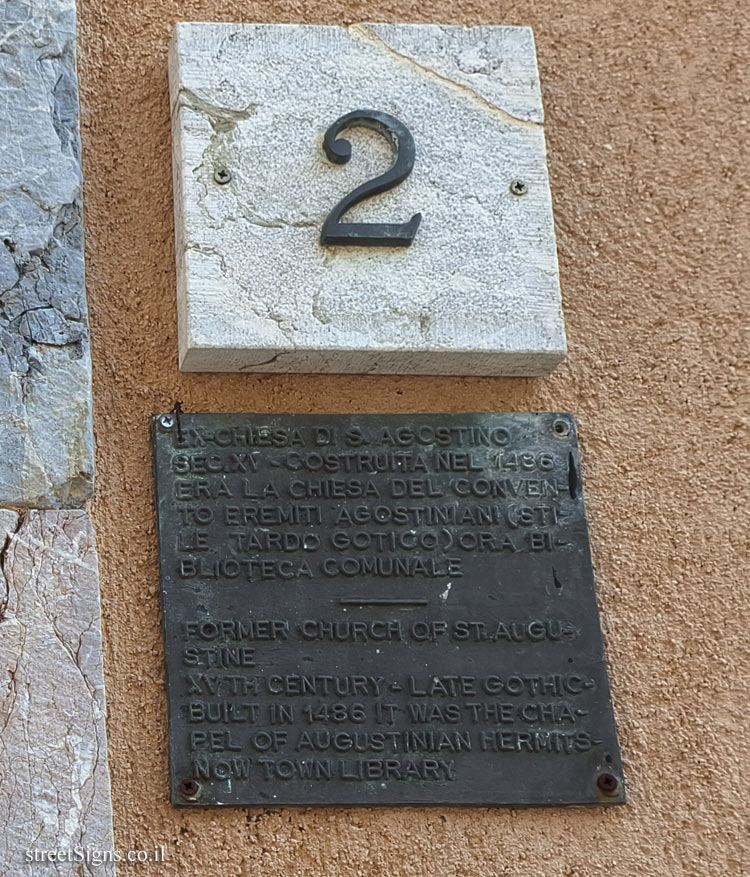 2
EX-CHIESA DI S. AGOSTINO
SEC. XV - COSTRUITA NEL 1486
ERA LA CHIESA DEL CONVEN-
TO EREMITI AGOSTINIANI (STI-
LE TARDO GOTICO) ORA BI-
BLIOTECA COMUNALE
FORMER CHURCH OF ST. AUGU-
STINE
XVTH CENTURY - LATE GOTHIC-
BUILT IN 1486 IT WAS THE CHA-
PEL OF AUGUSTINIAN HERMITS-
NOW TOWN LIBRARY
streetSigns.co.il